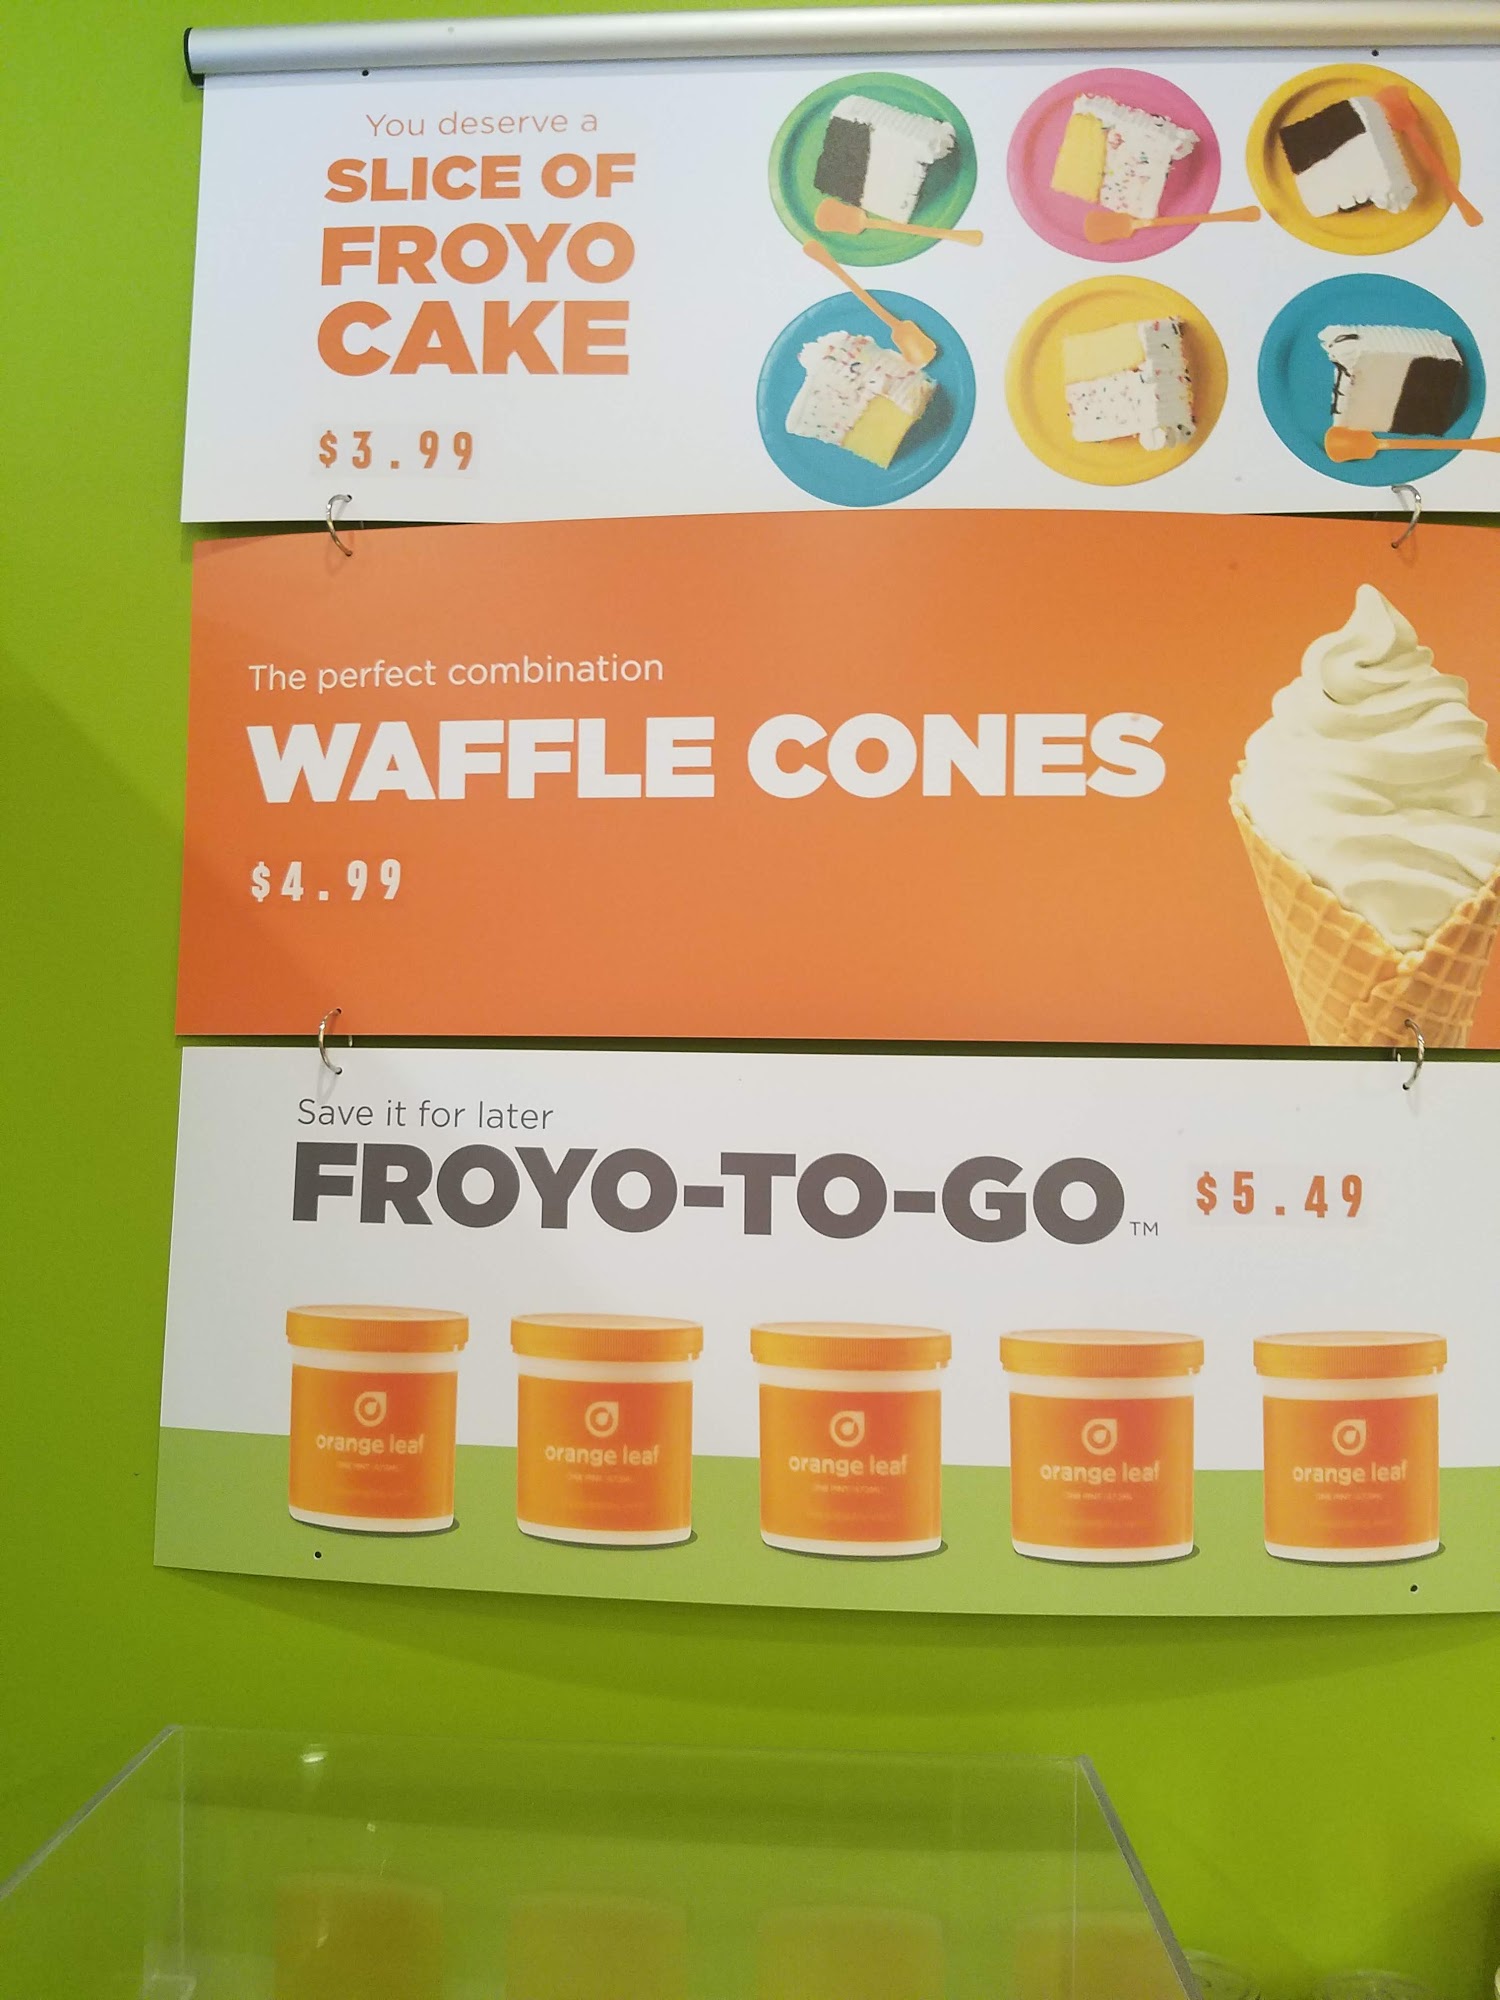 You deserve a
SLICE OF
FROYO
CAKE
$3.99
The perfect combination
WAFFLE CONES
$4.99
Save it for later
FROYO-TO-GO™ $5.49
orange leaf orange leaf orange leaf orange leaf orange leaf